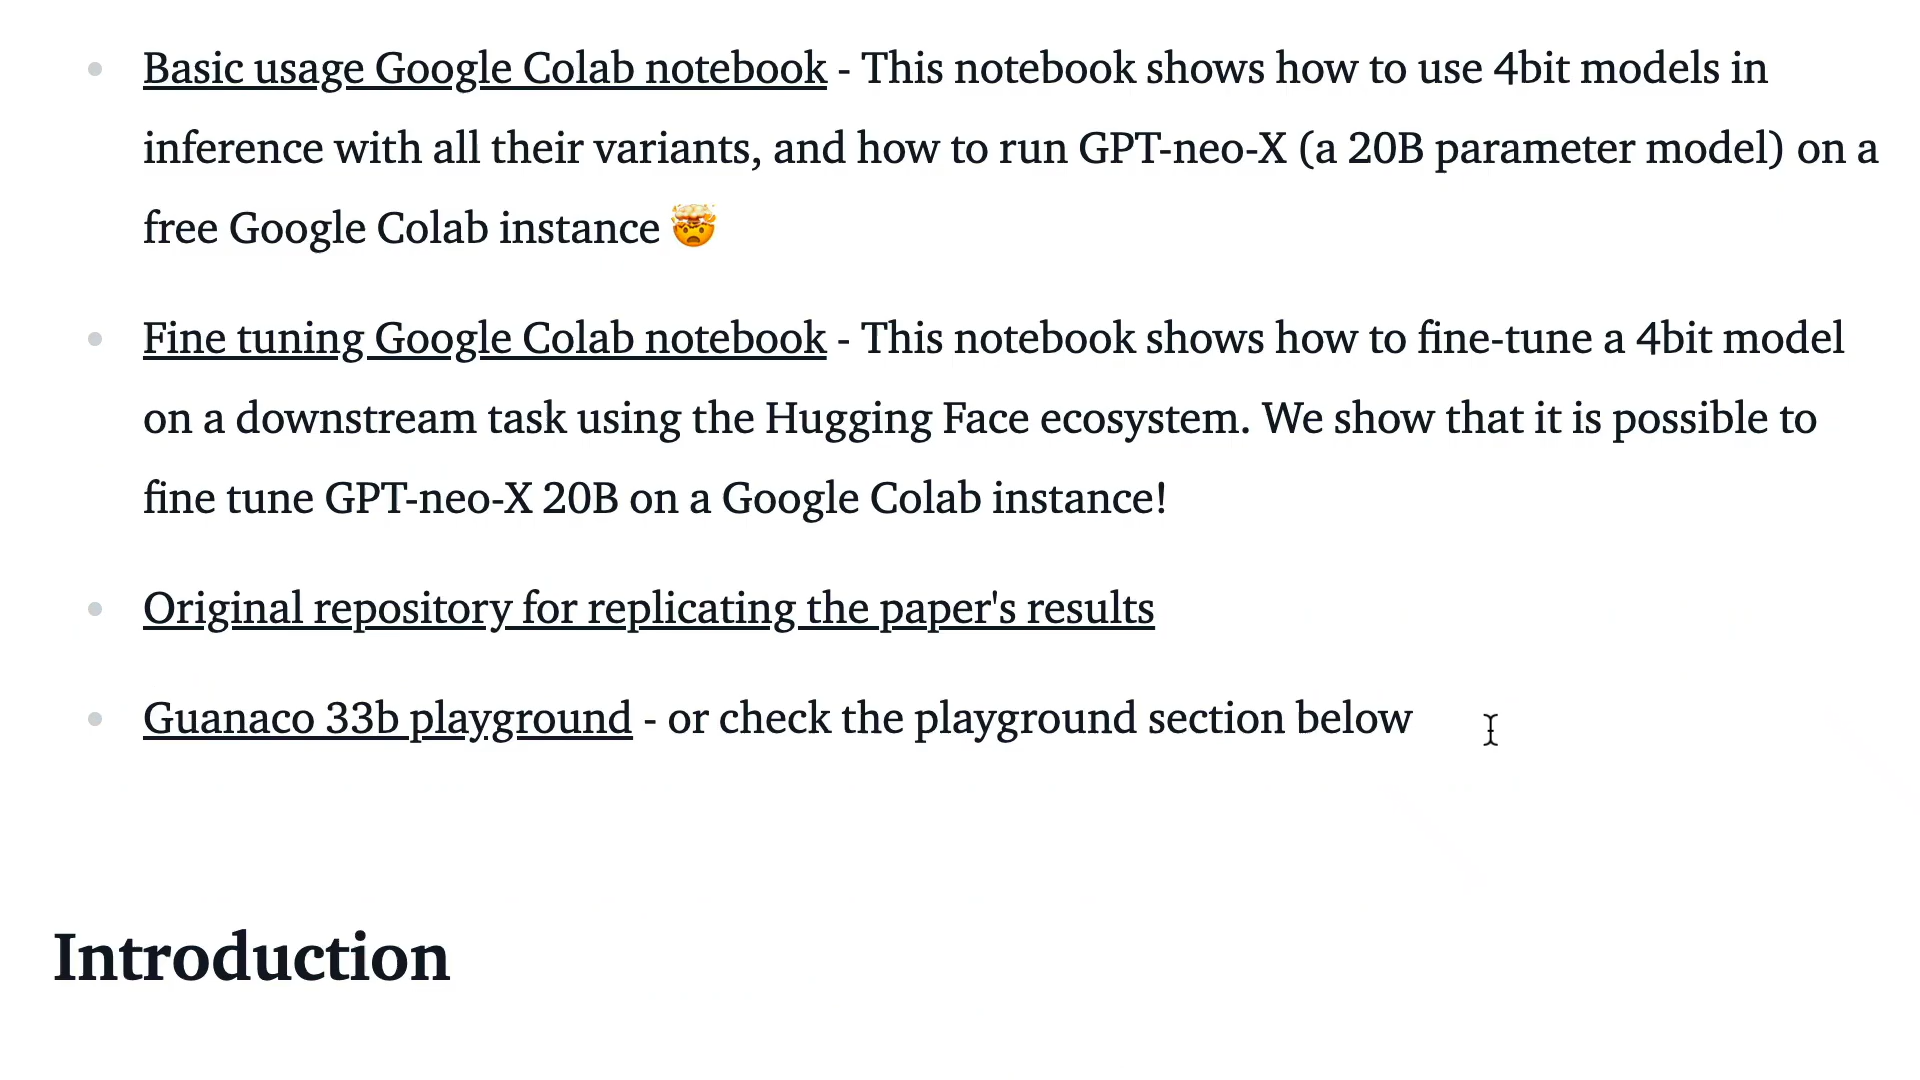 Basic usage Google Colab notebook - This notebook shows how to use 4bit models in
inference with all their variants, and how to run GPT-neo-X (a 20B parameter model) on a
free Google Colab instance 🤯
Fine tuning Google Colab notebook - This notebook shows how to fine-tune a 4bit model
on a downstream task using the Hugging Face ecosystem. We show that it is possible to
fine tune GPT-neo-X 20B on a Google Colab instance!
Original repository for replicating the paper's results
Guanaco 33b playground - or check the playground section below
Introduction